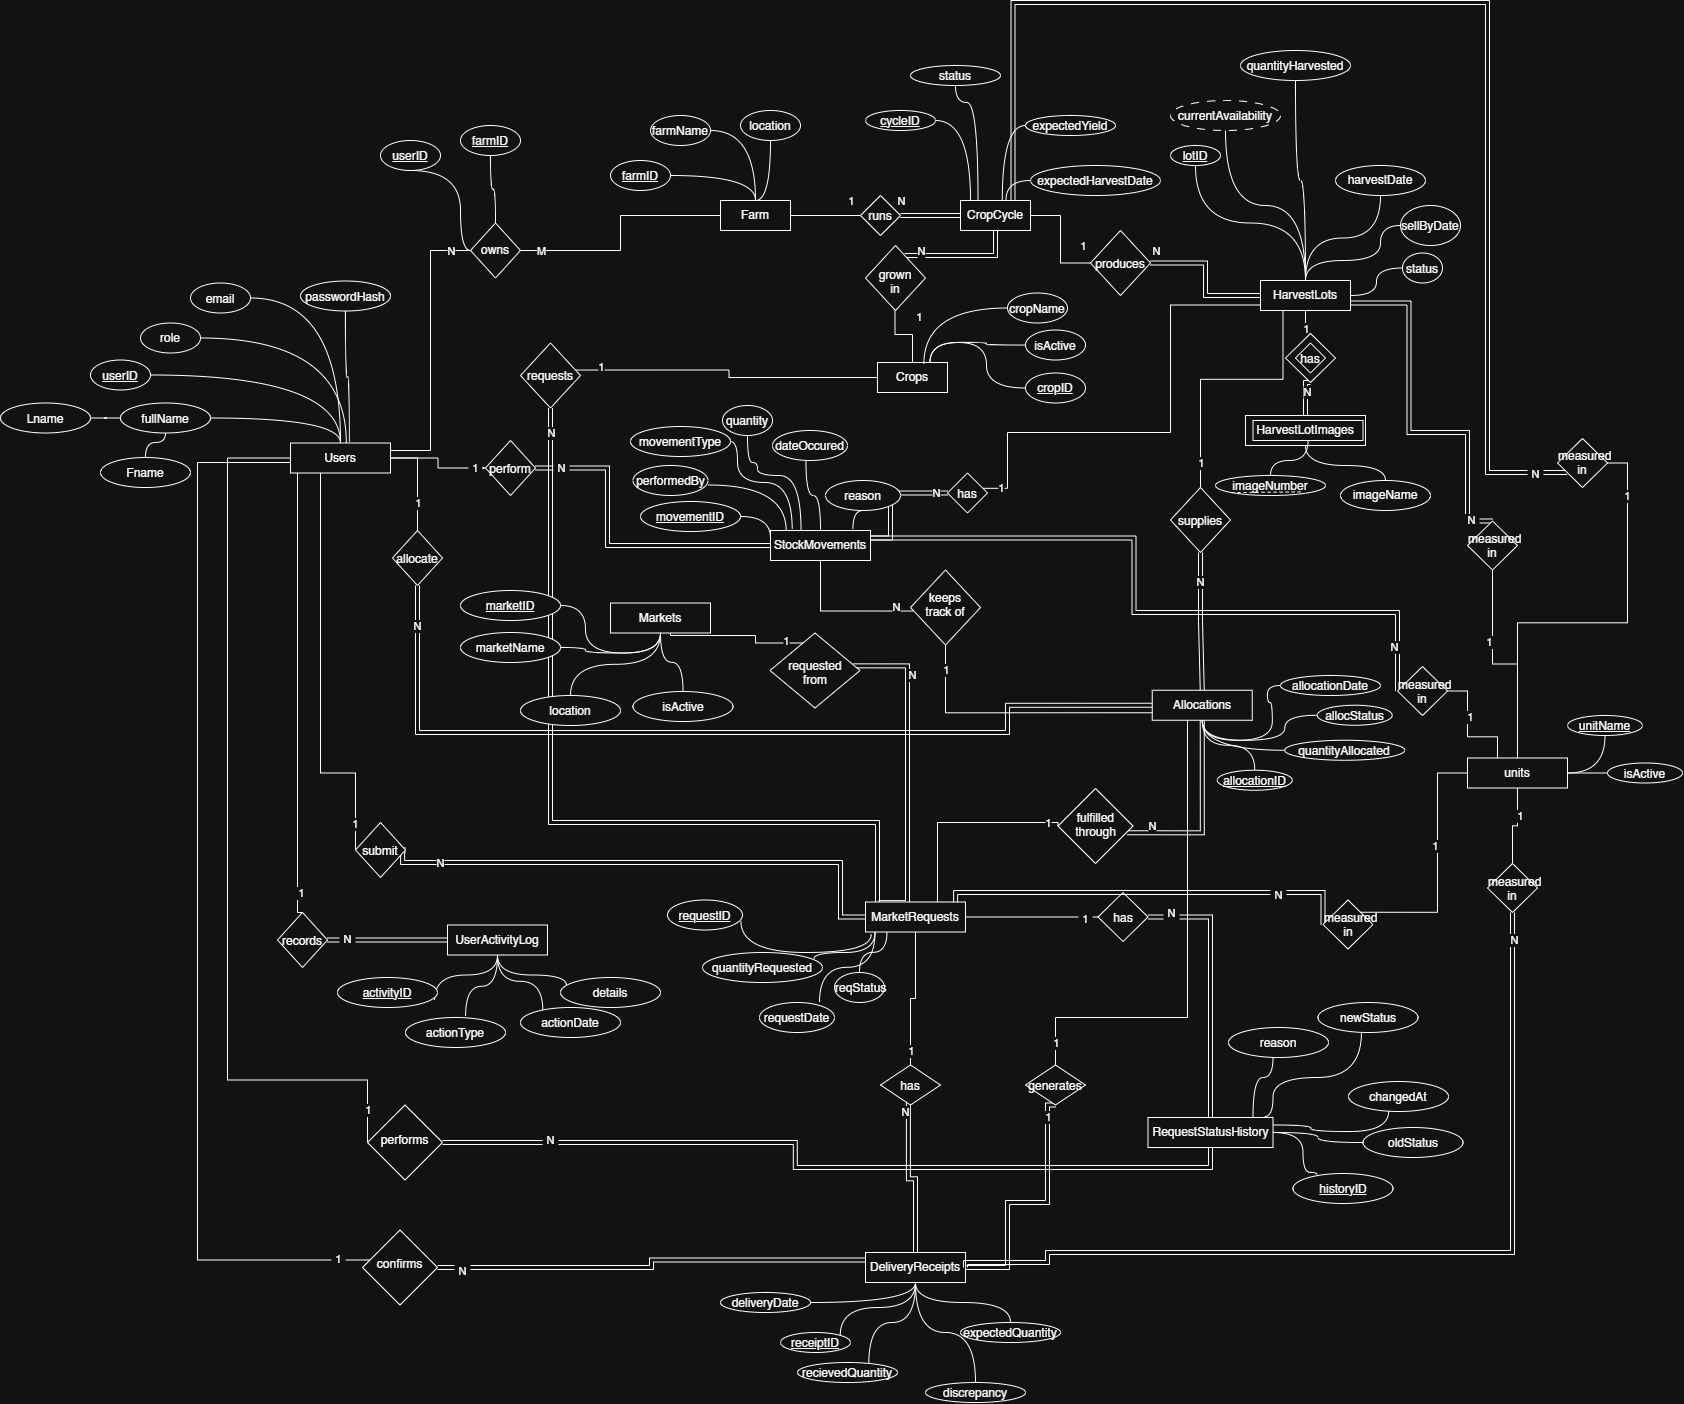 status
quantityHarvested
currentAvailability
cycleID
expectedYield
farmName
location
farmID
userID
lotID
farmID
expectedHarvestDate
harvestDate
Farm
1
runs
N
CropCycle
sellByDate
N
owns
M
N
1
produces
N
status
grown
in
HarvestLots
email
passwordHash
1
cropName
role
1
has
isActive
userID
requests
1
Crops
cropID
N
Lname
fullName
quantity
HarvestLotImages
N
movementType
dateOccured
Users
Fname
1
perform
N
performedBy
reason
N
has
1
1
imageNumber
imageName
measured
in
N
1
1
movementID
StockMovements
supplies
N
measured
in
allocate
N
keeps
track of
N
1
marketID
Markets
N
marketName
1
requested
from
N
1
N
measured
in
1
location
isActive
Allocations
allocationDate
allocStatus
quantityAllocated
allocationID
unitName
units
isActive
1
submit
N
1
fulfilled
through
N
1
1
1
measured
in
N
N
measured
in
requestID
MarketRequests
1
has
N
records
N
UserActivityLog
quantityRequested
reqStatus
requestDate
activityID
details
actionType
actionDate
newStatus
reason
1
1
has
N
generates
1
changedAt
1
performs
N
RequestStatusHistory
oldStatus
historyID
1
confirms
N
DeliveryReceipts
deliveryDate
receiptID
expectedQuantity
recievedQuantity
discrepancy